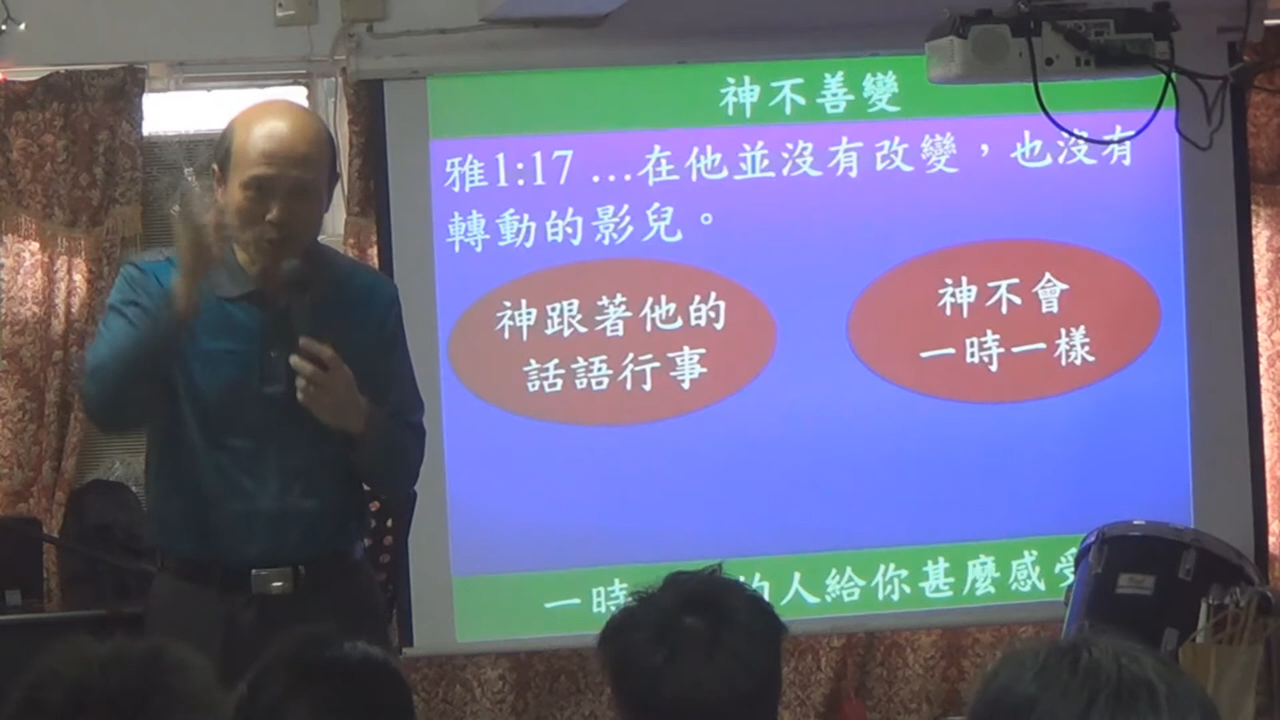 神不善變
雅1:17 …在他並沒有改變，也沒有
轉動的影兒。
神跟著他的
話語行事
神不會
一時一樣
一時 的人給你甚麼感受